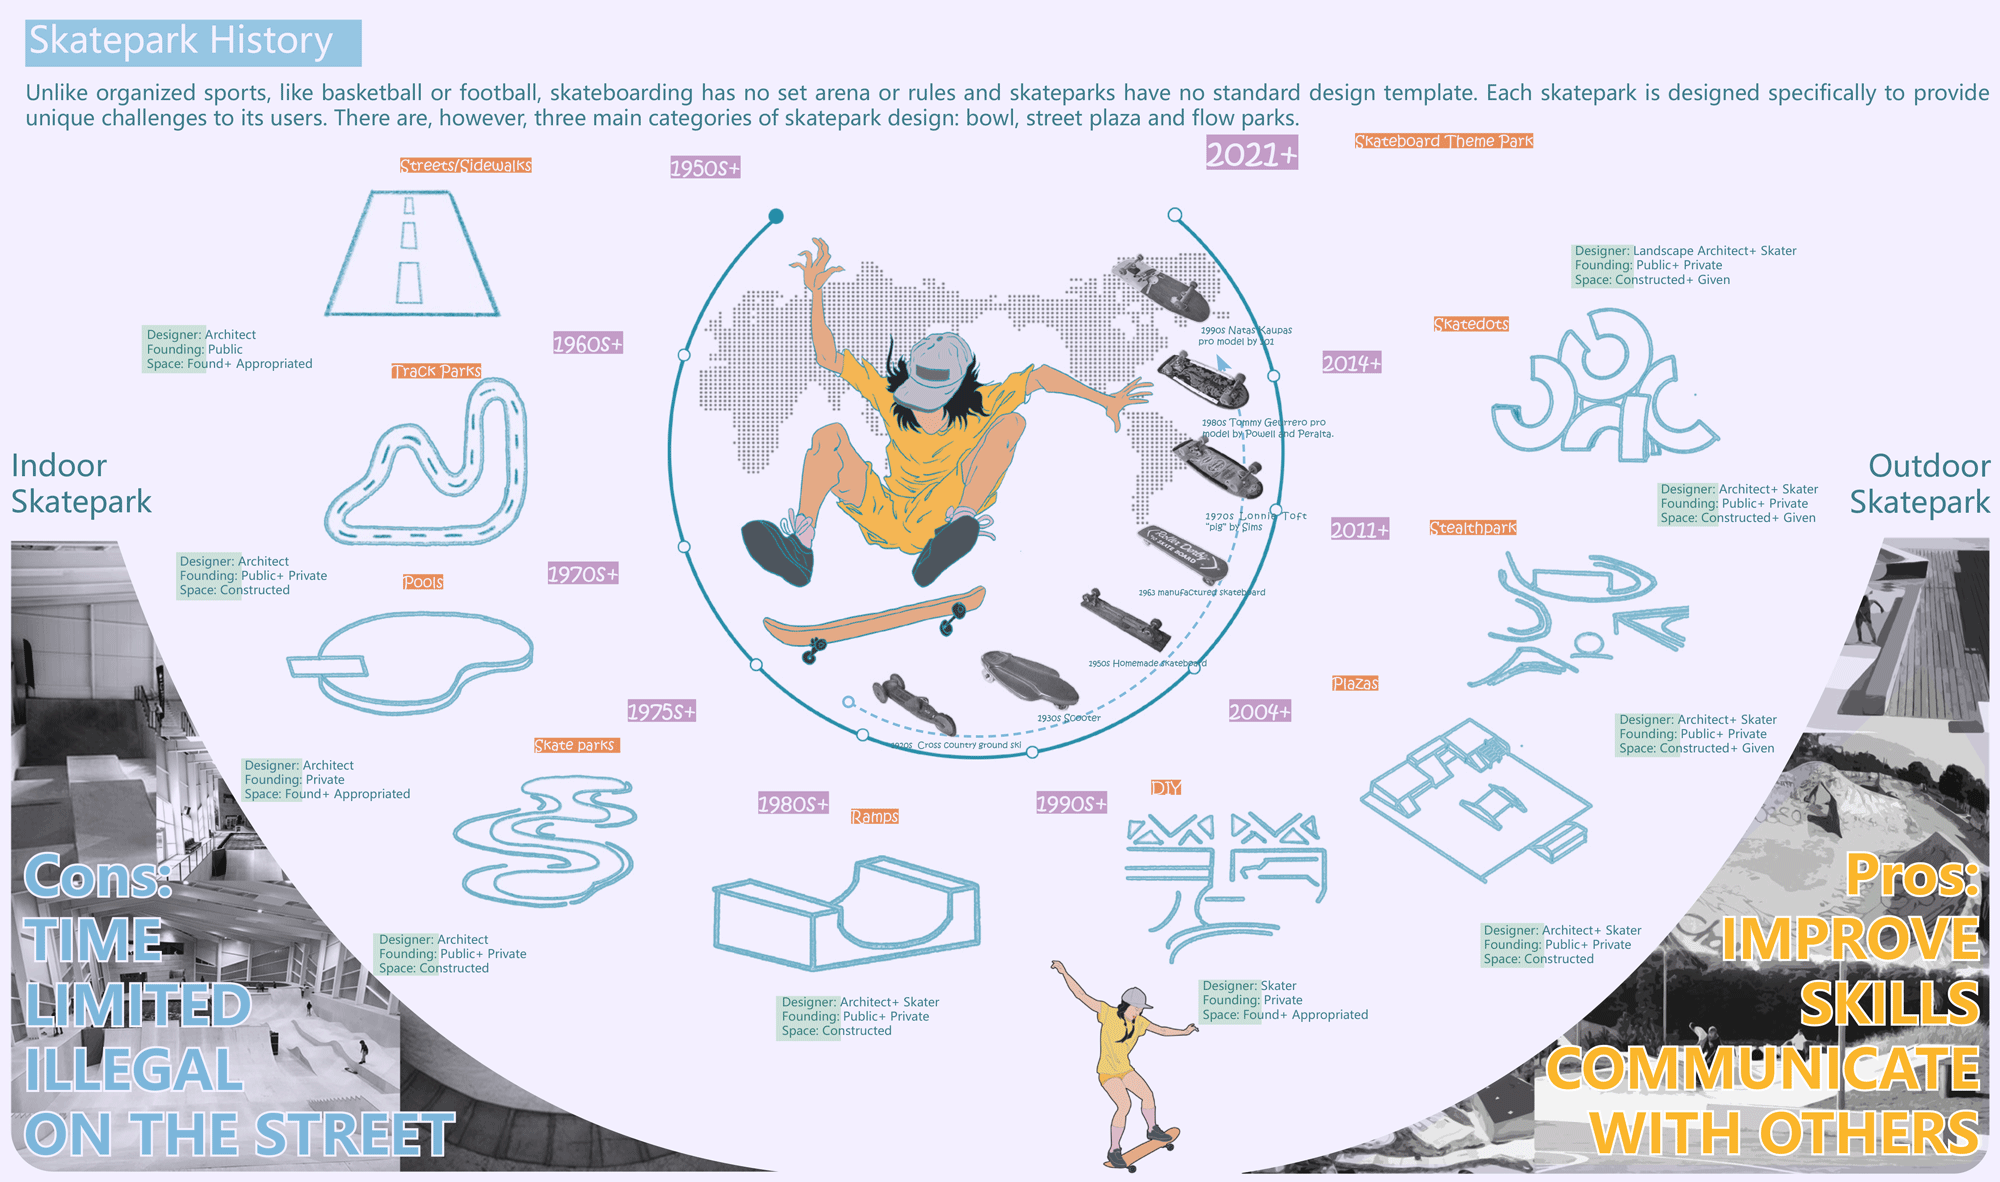 Skatepark History
Unlike organized sports, like basketball or football, skateboarding has no set arena or rules and skateparks have no standard design template. Each skatepark is designed specifically to provide
unique challenges to its users. There are, however, three main categories of skatepark design: bowl, street plaza and flow parks.
Streets/Sidewalks
1950s+
Designer: Architect
Founding: Public
Space: Found+ Appropriated
1960s+
Track Parks
Designer: Architect
Founding: Public+ Private
Space: Constructed
1970s+
Pools
Designer: Architect
Founding: Private
Space: Found+ Appropriated
1975s+
Skate parks
Designer: Architect
Founding: Public+ Private
Space: Constructed
1980s+
Ramps
Designer: Architect+ Skater
Founding: Public+ Private
Space: Constructed
1990s+
DIY
Designer: Skater
Founding: Private
Space: Found+ Appropriated
2004+
Plazas
Designer: Architect+ Skater
Founding: Public+ Private
Space: Constructed
2011+
Stealthpark
Designer: Architect+ Skater
Founding: Public+ Private
Space: Constructed+ Given
2014+
Skatedots
Designer: Architect+ Skater
Founding: Public+ Private
Space: Constructed+ Given
2021+
Skateboard Theme Park
Designer: Landscape Architect+ Skater
Founding: Public+ Private
Space: Constructed+ Given
1990s Natas Kaupas
pro model by 101
1980s Tommy Geurrero pro
model by Powell and Peralta.
1970s Lonnie Toft
"pig" by Sims
Roller Derby
SKATE BOARD
1963 manufactured skateboard
1950s Homemade skateboard
1930s Scooter
1920s Cross country ground ski
Indoor
Skatepark
Cons:
TIME
LIMITED
ILLEGAL
ON THE STREET
Outdoor
Skatepark
Pros:
IMPROVE
SKILLS
COMMUNICATE
WITH OTHERS